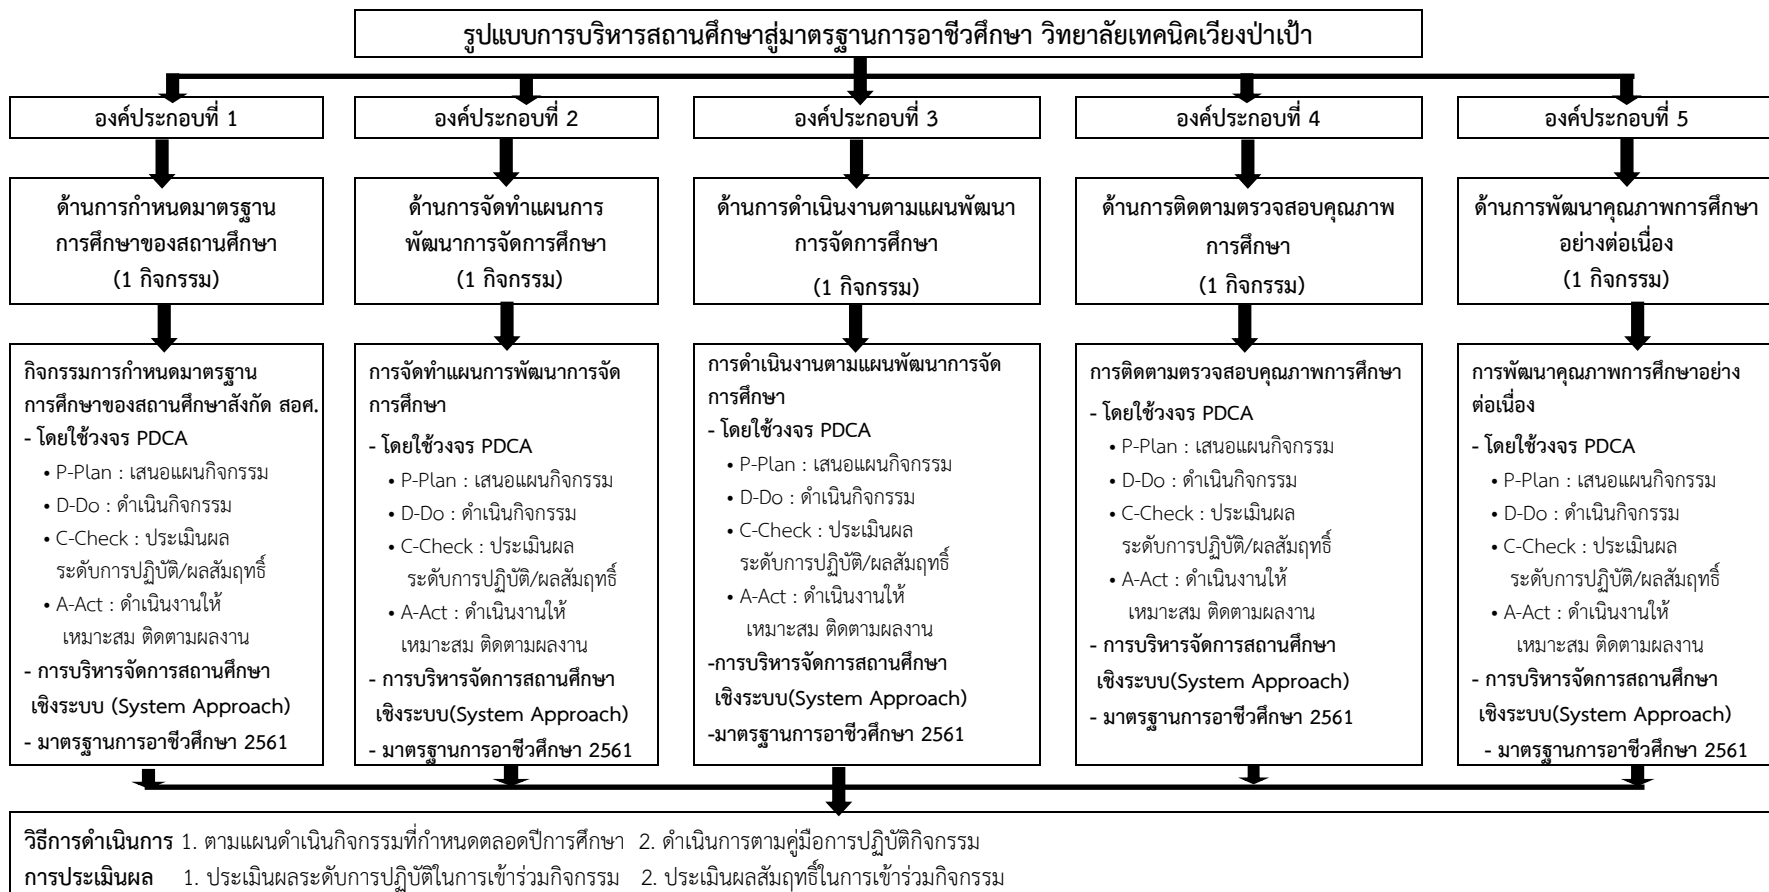 รูปแบบการบริหารสถานศึกษาสู่มาตรฐานการอาชีวศึกษา วิทยาลัยเทคนิคเวียงป่าเป้า
องค์ประกอบที่ 1
องค์ประกอบที่ 2
องค์ประกอบที่ 3
องค์ประกอบที่ 4
องค์ประกอบที่ 5
ด้านการกำหนดมาตรฐาน
การศึกษาของสถานศึกษา
(1 กิจกรรม)
ด้านการจัดทำแผนการ
พัฒนาการจัดการศึกษา
(1 กิจกรรม)
ด้านการดำเนินงานตามแผนพัฒนา
การจัดการศึกษา
(1 กิจกรรม)
ด้านการติดตามตรวจสอบคุณภาพ
การศึกษา
(1 กิจกรรม)
ด้านการพัฒนาคุณภาพการศึกษา
อย่างต่อเนื่อง
(1 กิจกรรม)
กิจกรรมการกำหนดมาตรฐาน
การศึกษาของสถานศึกษาสังกัด สอศ.
- โดยใช้วงจร PDCA
• P-Plan : เสนอแผนกิจกรรม
• D-Do : ดำเนินกิจกรรม
• C-Check : ประเมินผล
ระดับการปฏิบัติ/ผลสัมฤทธิ์
• A-Act : ดำเนินงานให้
เหมาะสม ติดตามผลงาน
- การบริหารจัดการสถานศึกษา
เชิงระบบ (System Approach)
- มาตรฐานการอาชีวศึกษา 2561
การจัดทำแผนการพัฒนาการจัด
การศึกษา
- โดยใช้วงจร PDCA
• P-Plan : เสนอแผนกิจกรรม
• D-Do : ดำเนินกิจกรรม
• C-Check : ประเมินผล
ระดับการปฏิบัติ/ผลสัมฤทธิ์
• A-Act : ดำเนินงานให้
เหมาะสม ติดตามผลงาน
- การบริหารจัดการสถานศึกษา
เชิงระบบ(System Approach)
- มาตรฐานการอาชีวศึกษา 2561
การดำเนินงานตามแผนพัฒนาการจัด
การศึกษา
- โดยใช้วงจร PDCA
• P-Plan : เสนอแผนกิจกรรม
• D-Do : ดำเนินกิจกรรม
• C-Check : ประเมินผล
ระดับการปฏิบัติ/ผลสัมฤทธิ์
• A-Act : ดำเนินงานให้
เหมาะสม ติดตามผลงาน
-การบริหารจัดการสถานศึกษา
เชิงระบบ(System Approach)
-มาตรฐานการอาชีวศึกษา 2561
การติดตามตรวจสอบคุณภาพการศึกษา
- โดยใช้วงจร PDCA
• P-Plan : เสนอแผนกิจกรรม
• D-Do : ดำเนินกิจกรรม
• C-Check : ประเมินผล
ระดับการปฏิบัติ/ผลสัมฤทธิ์
• A-Act : ดำเนินงานให้
เหมาะสม ติดตามผลงาน
- การบริหารจัดการสถานศึกษา
เชิงระบบ(System Approach)
- มาตรฐานการอาชีวศึกษา 2561
การพัฒนาคุณภาพการศึกษาอย่าง
ต่อเนื่อง
- โดยใช้วงจร PDCA
• P-Plan : เสนอแผนกิจกรรม
• D-Do : ดำเนินกิจกรรม
• C-Check : ประเมินผล
ระดับการปฏิบัติ/ผลสัมฤทธิ์
• A-Act : ดำเนินงานให้
เหมาะสม ติดตามผลงาน
- การบริหารจัดการสถานศึกษา
เชิงระบบ(System Approach)
- มาตรฐานการอาชีวศึกษา 2561
วิธีการดำเนินการ 1. ตามแผนดำเนินกิจกรรมที่กำหนดตลอดปีการศึกษา 2. ดำเนินการตามคู่มือการปฏิบัติกิจกรรม
การประเมินผล 1. ประเมินผลระดับการปฏิบัติในการเข้าร่วมกิจกรรม 2. ประเมินผลสัมฤทธิ์ในการเข้าร่วมกิจกรรม